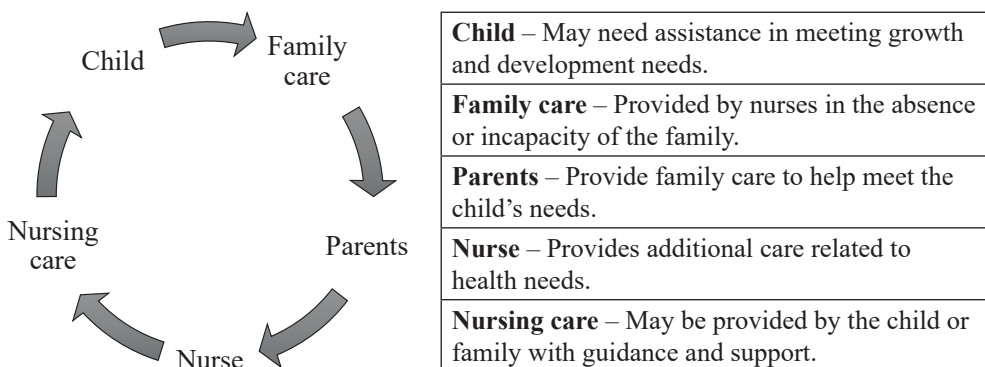 Child
Family
care
Parents
Nurse
Nursing
care
Child – May need assistance in meeting growth
and development needs.
Family care – Provided by nurses in the absence
or incapacity of the family.
Parents – Provide family care to help meet the
child’s needs.
Nurse – Provides additional care related to
health needs.
Nursing care – May be provided by the child or
family with guidance and support.